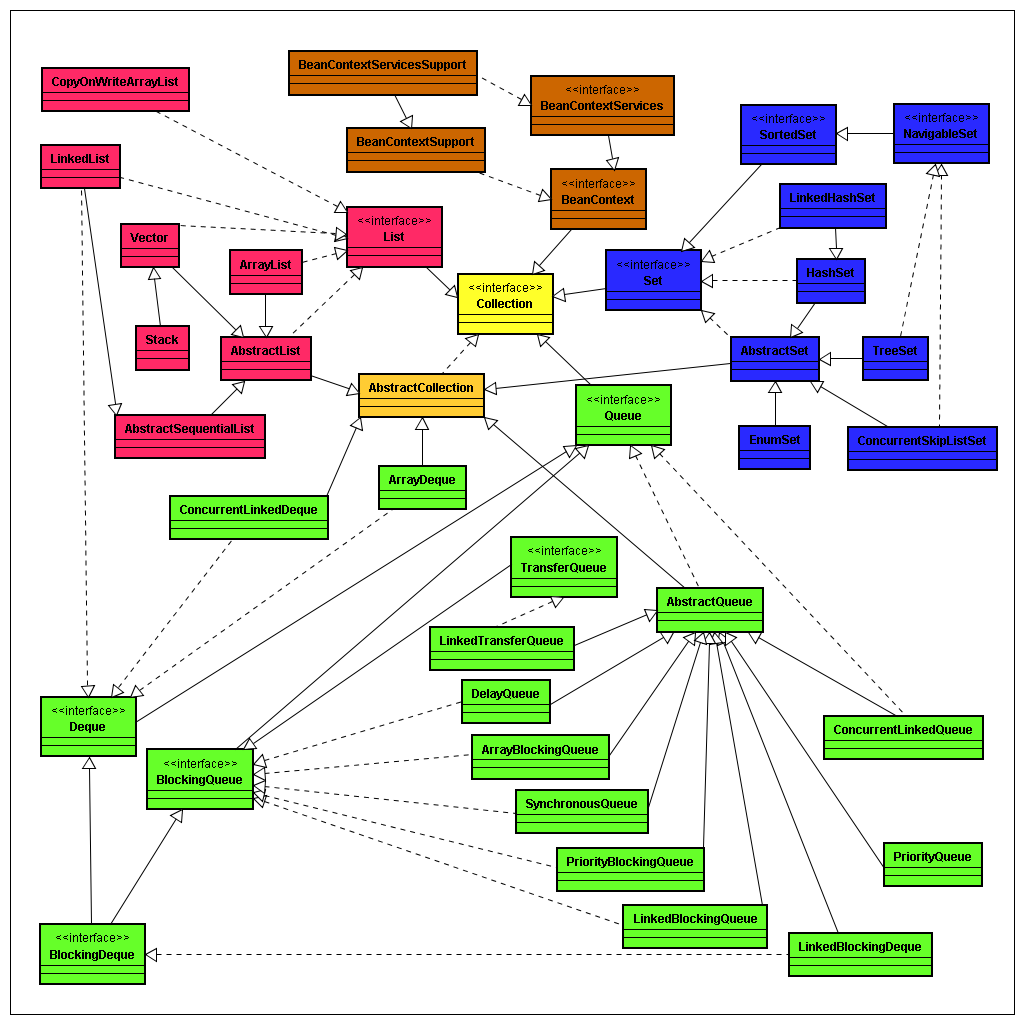 BeanContextServicesSupport
CopyOnWriteArrayList
<<interface>>
BeanContextServices
<<interface>>
SortedSet
<<interface>>
NavigableSet
BeanContextSupport
LinkedList
<<interface>>
BeanContext
LinkedHashSet
<<interface>>
List
Vector
ArrayList
<<interface>>
Set
HashSet
<<interface>>
Collection
Stack
AbstractList
AbstractSet
TreeSet
AbstractCollection
<<interface>>
Queue
AbstractSequentialList
EnumSet
ConcurrentSkipListSet
ArrayDeque
ConcurrentLinkedDeque
<<interface>>
TransferQueue
AbstractQueue
LinkedTransferQueue
DelayQueue
<<interface>>
Deque
ConcurrentLinkedQueue
ArrayBlockingQueue
<<interface>>
BlockingQueue
SynchronousQueue
PriorityBlockingQueue
PriorityQueue
LinkedBlockingQueue
<<interface>>
BlockingDeque
LinkedBlockingDeque